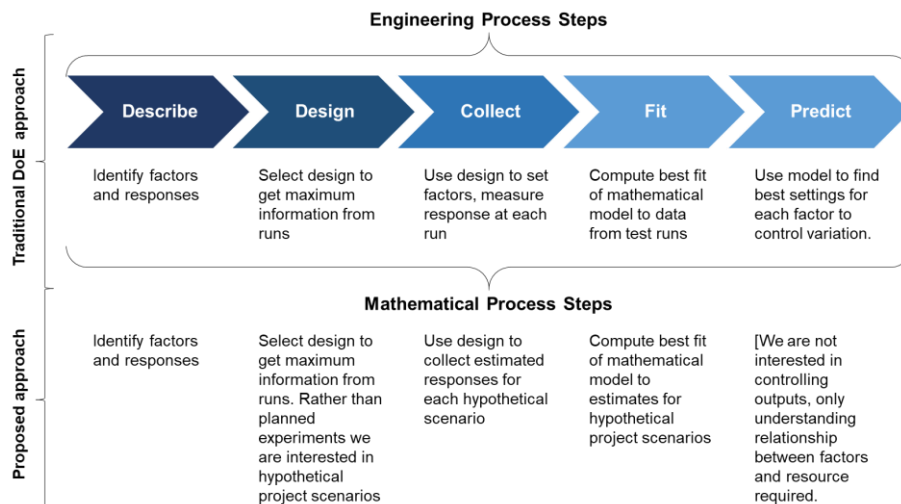 Engineering Process Steps
Traditional DoE approach
Describe
Design
Collect
Fit
Predict
Identify factors
and responses
Select design to
get maximum
information from
runs
Use design to set
factors, measure
response at each
run
Compute best fit
of mathematical
model to data
from test runs
Use model to find
best settings for
each factor to
control variation.
Mathematical Process Steps
Proposed approach
Identify factors
and responses
Select design to
get maximum
information from
runs. Rather than
planned
experiments we
are interested in
hypothetical
project scenarios
Use design to
collect estimated
responses for
each hypothetical
scenario
Compute best fit
of mathematical
model to
estimates for
hypothetical
project scenarios
[We are not
interested in
controlling
outputs, only
understanding
relationship
between factors
and resource
required.